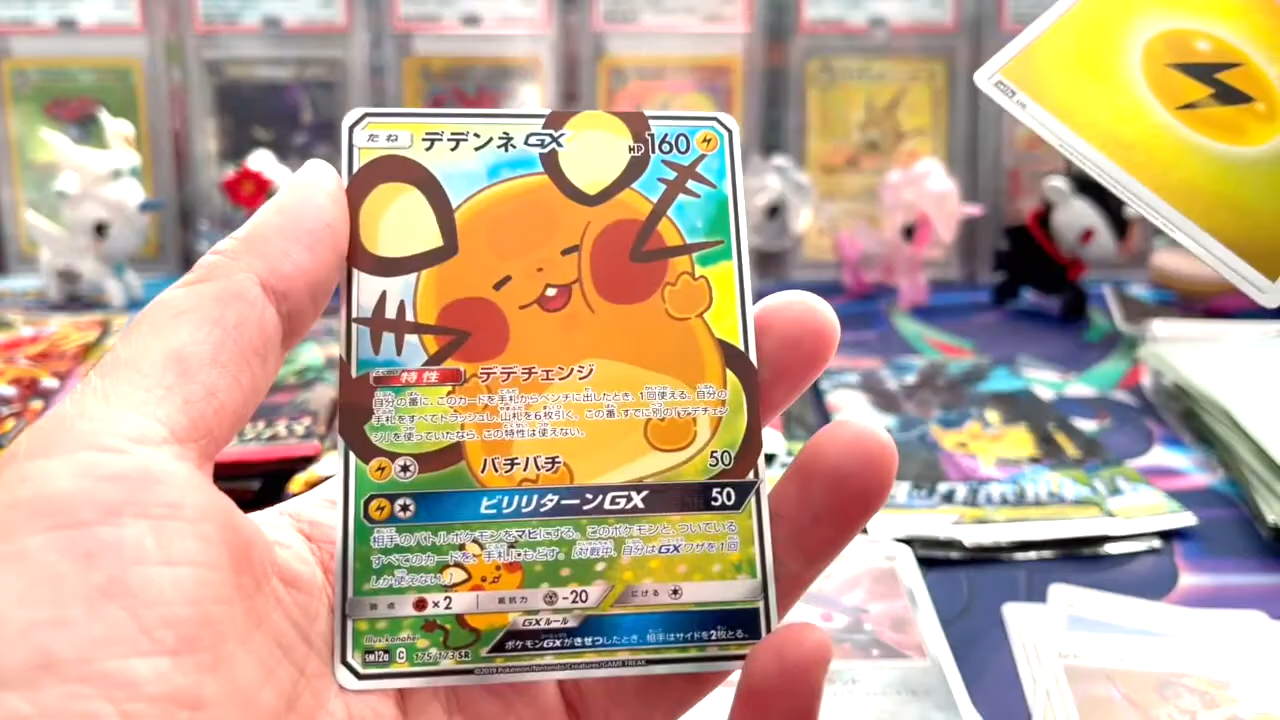 たね デデンネGX HP160
特性 デデチェンジ
自分の番に、このカードを手札からベンチに出したとき、1回使える。自分の
手札をすべてトラッシュし、山札を6枚引く。この番、すでに別の「デデチェン
ジ」を使っていたなら、この特性は使えない。
バチバチ 50
ビリリターンGX 50
相手のバトルポケモンをマヒにする。このポケモンと、ついている
すべてのカードを、手札にもどす。[対戦中、自分はGXワザを1回
しか使えない。]
弱点 ×2 抵抗力 -20 にげる
GXルール
ポケモンGXがきぜつしたとき、相手はサイドを2枚とる。
Illus. kanahei
SM12a C 175/173 SR
©2019 Pokémon/Nintendo/Creatures/GAME FREAK